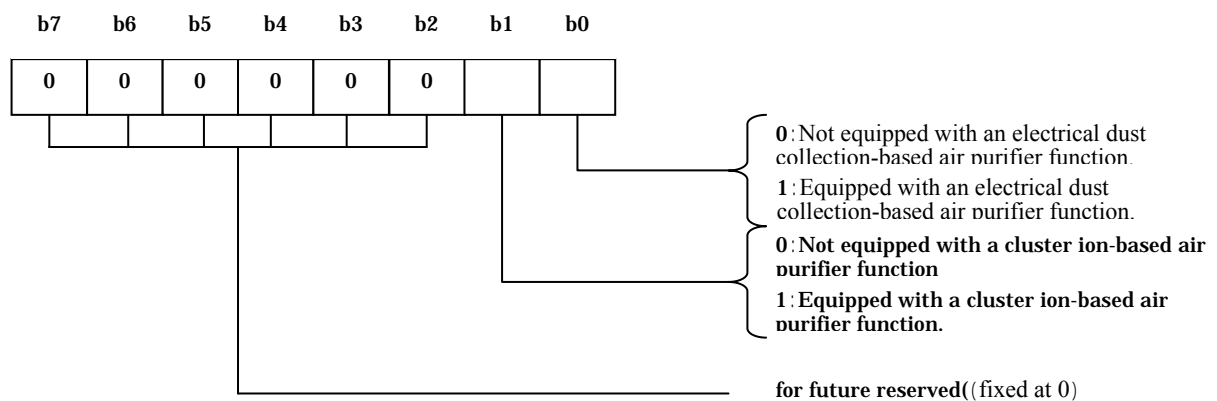 b7 b6 b5 b4 b3 b2 b1 b0
0 0 0 0 0 0
0:Not equipped with an electrical dust
collection-based air purifier function.
1:Equipped with an electrical dust
collection-based air purifier function.
0:Not equipped with a cluster ion-based air
purifier function
1:Equipped with a cluster ion-based air
purifier function.
for future reserved((fixed at 0)